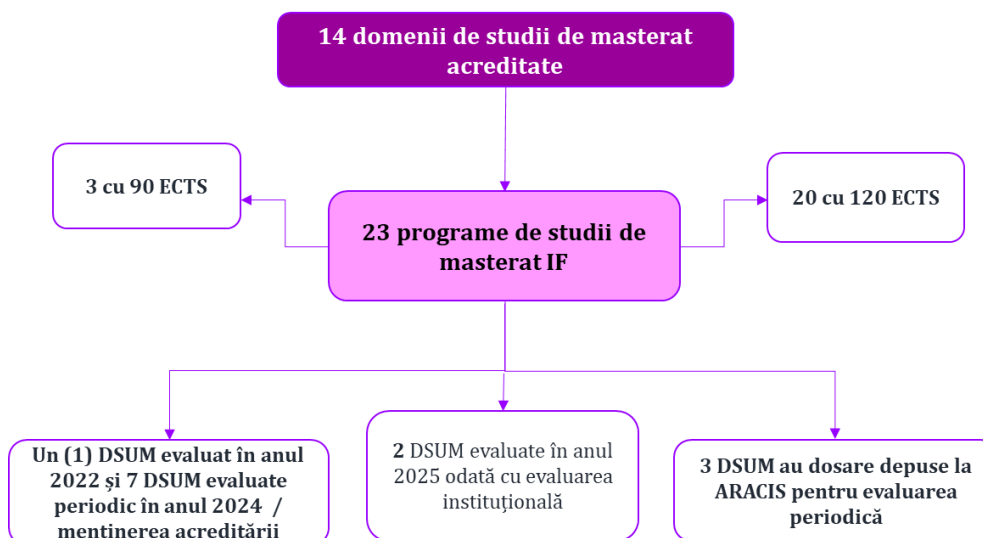 14 domenii de studii de masterat
acreditate
3 cu 90 ECTS
20 cu 120 ECTS
23 programe de studii de
masterat IF
Un (1) DSUM evaluat în anul
2022 și 7 DSUM evaluate
periodic în anul 2024 /
menținerea acreditării
2 DSUM evaluate în anul
2025 odată cu evaluarea
instituțională
3 DSUM au dosare depuse la
ARACIS pentru evaluarea
periodică